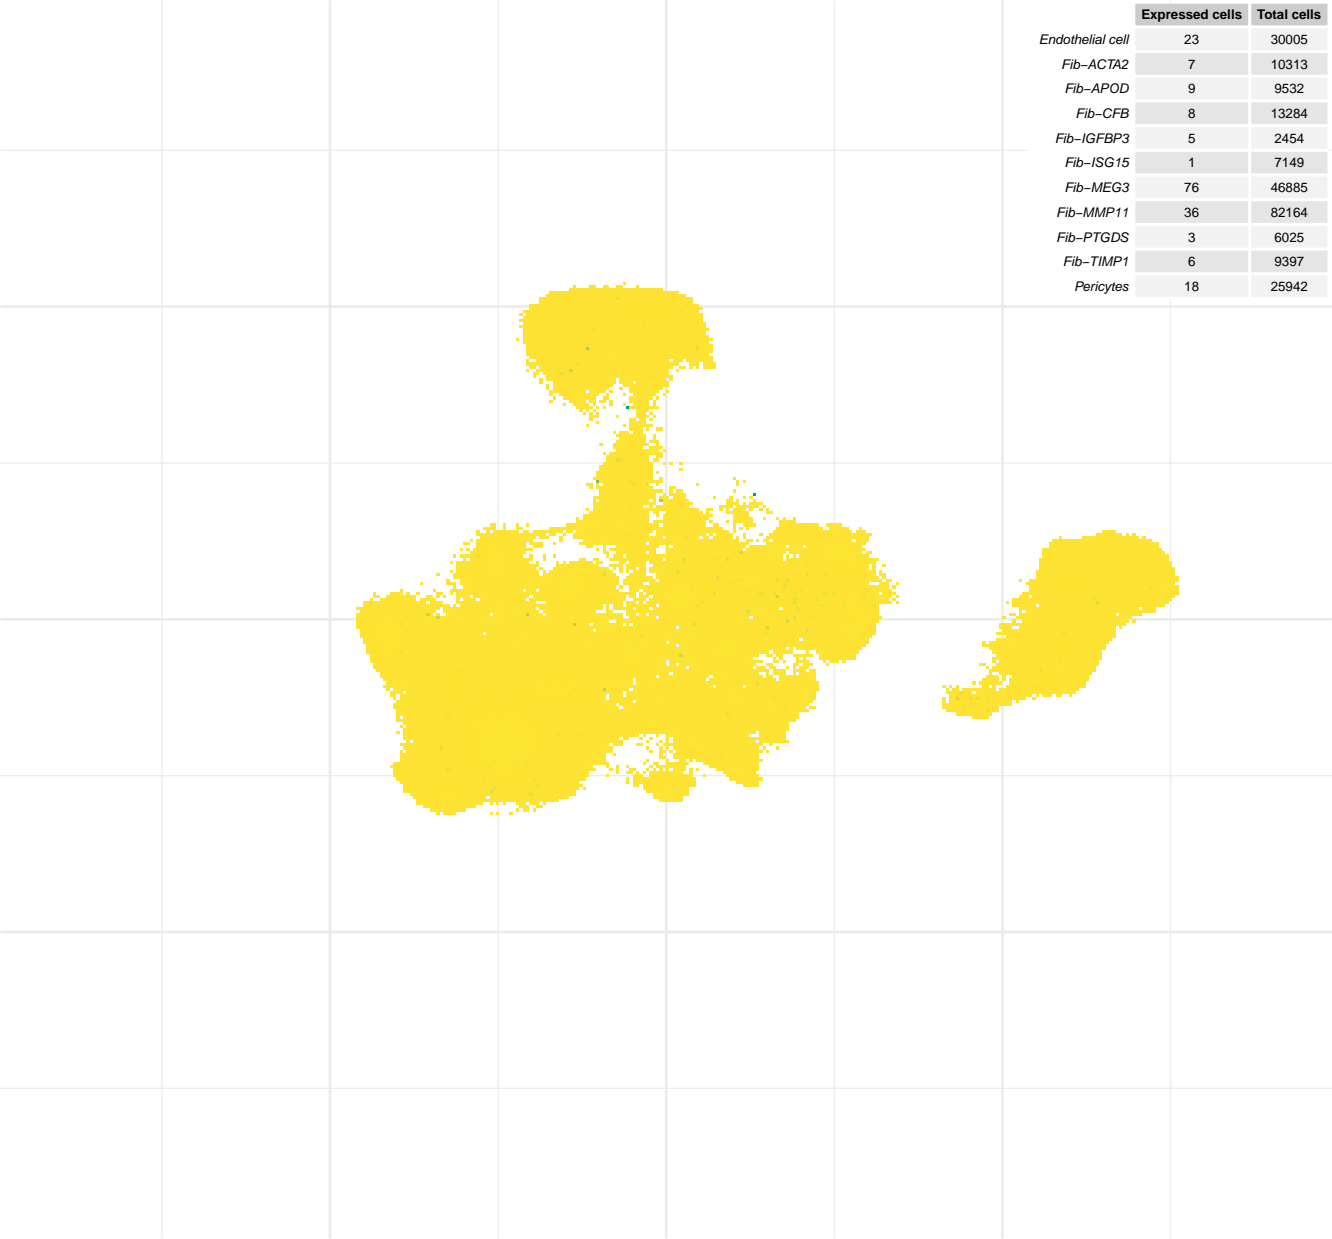 Expressed cells Total cells
Endothelial cell 23 30005
Fib−ACTA2 7 10313
Fib−APOD 9 9532
Fib−CFB 8 13284
Fib−IGFBP3 5 2454
Fib−ISG15 1 7149
Fib−MEG3 76 46885
Fib−MMP11 36 82164
Fib−PTGDS 3 6025
Fib−TIMP1 6 9397
Pericytes 18 25942